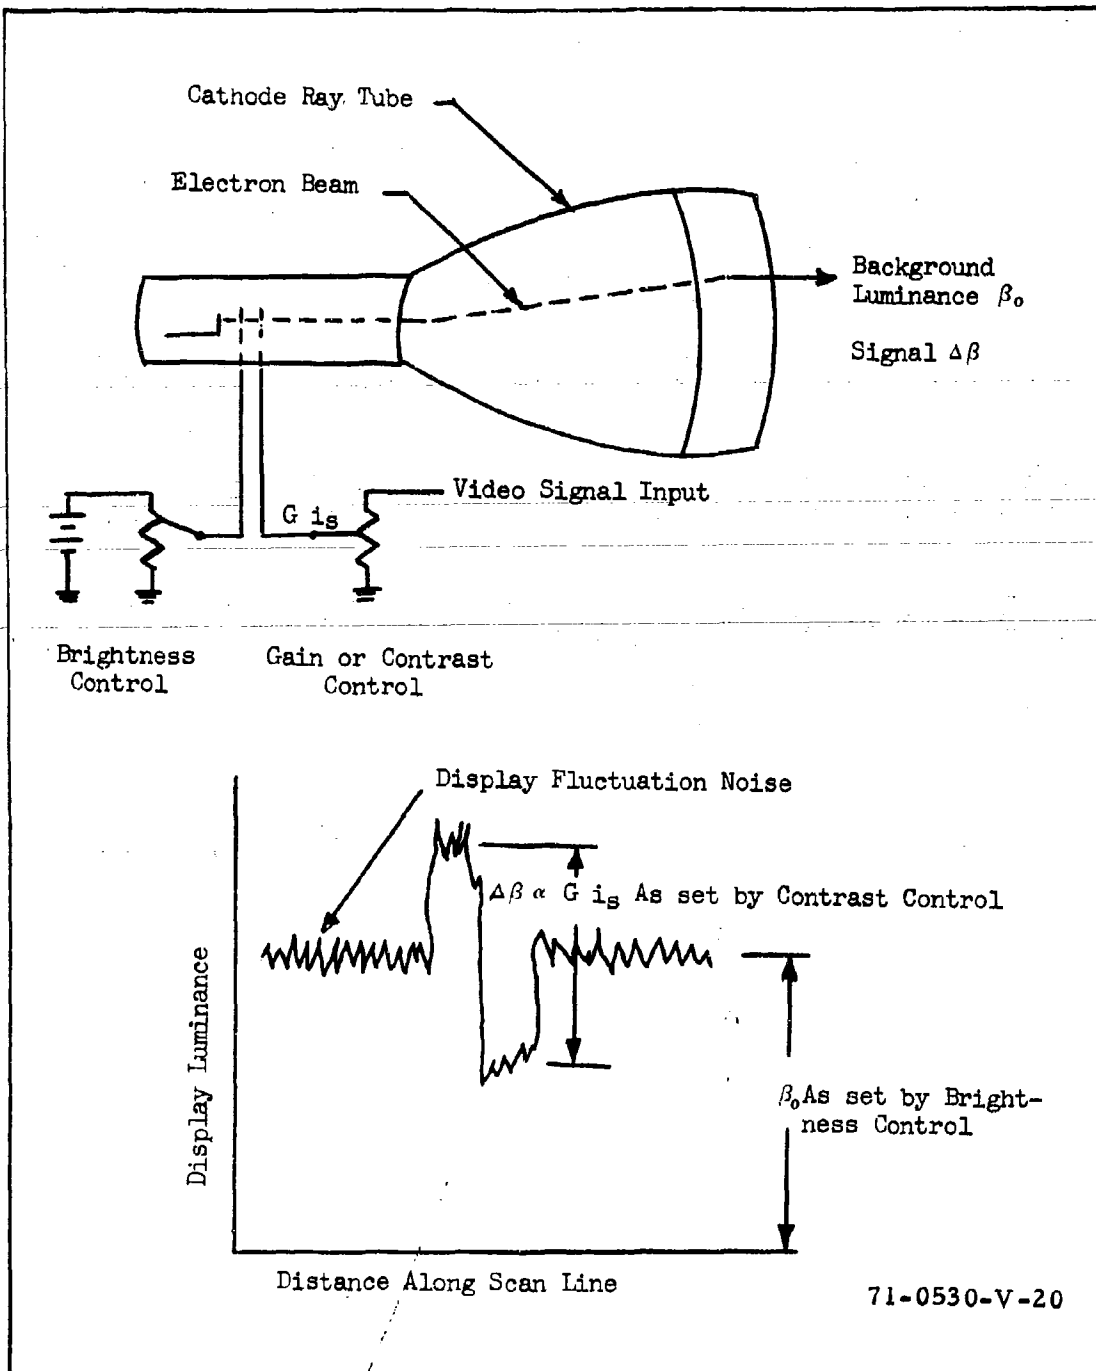 Cathode Ray Tube
Electron Beam
Background
Luminance β₀
Signal Δβ
Video Signal Input
G iₛ
Brightness
Control
Gain or Contrast
Control
Display Fluctuation Noise
Δβ α G iₛ As set by Contrast Control
Display Luminance
β₀ As set by Bright-
ness Control
Distance Along Scan Line
71-0530-V-20